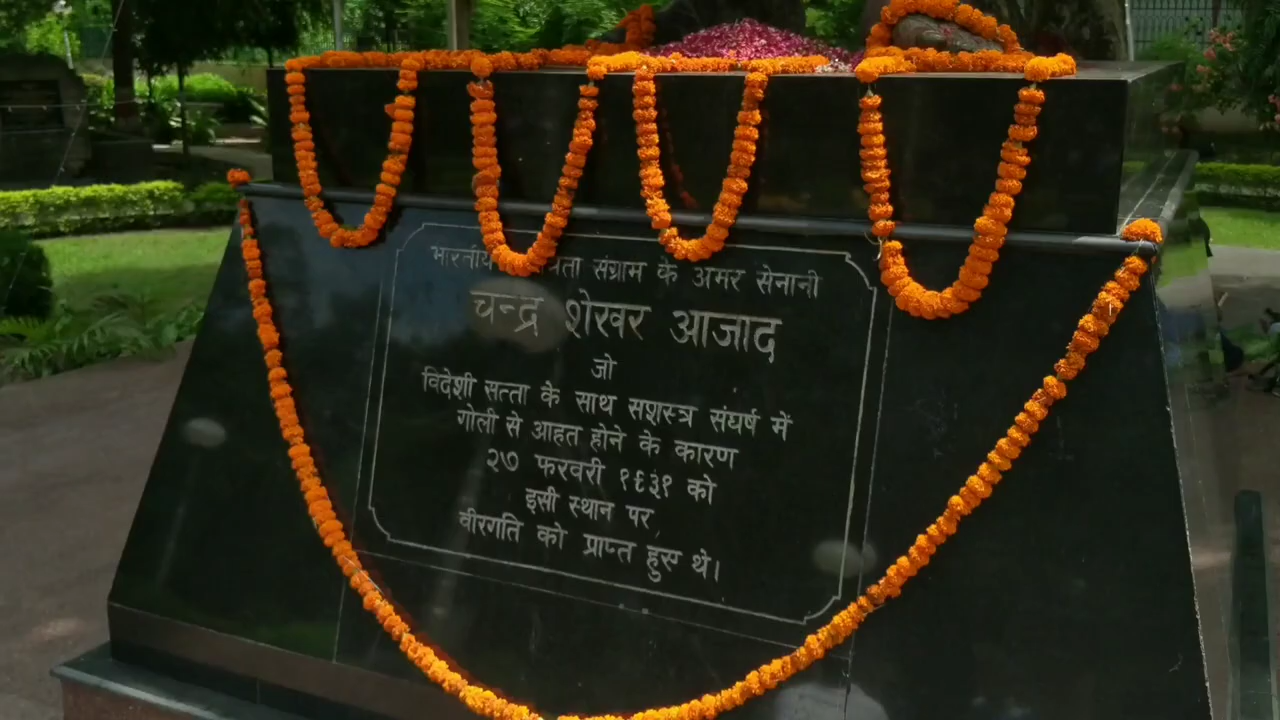 भारतीय संग्राम के अमर सेनानी
चन्द्र शेखर आजाद
जो
विदेशी सत्ता के साथ सशस्त्र संघर्ष में
गोली से आहत होने के कारण
२७ फरवरी १९३१ को
इसी स्थान पर
वीरगति को प्राप्त हुए थे।